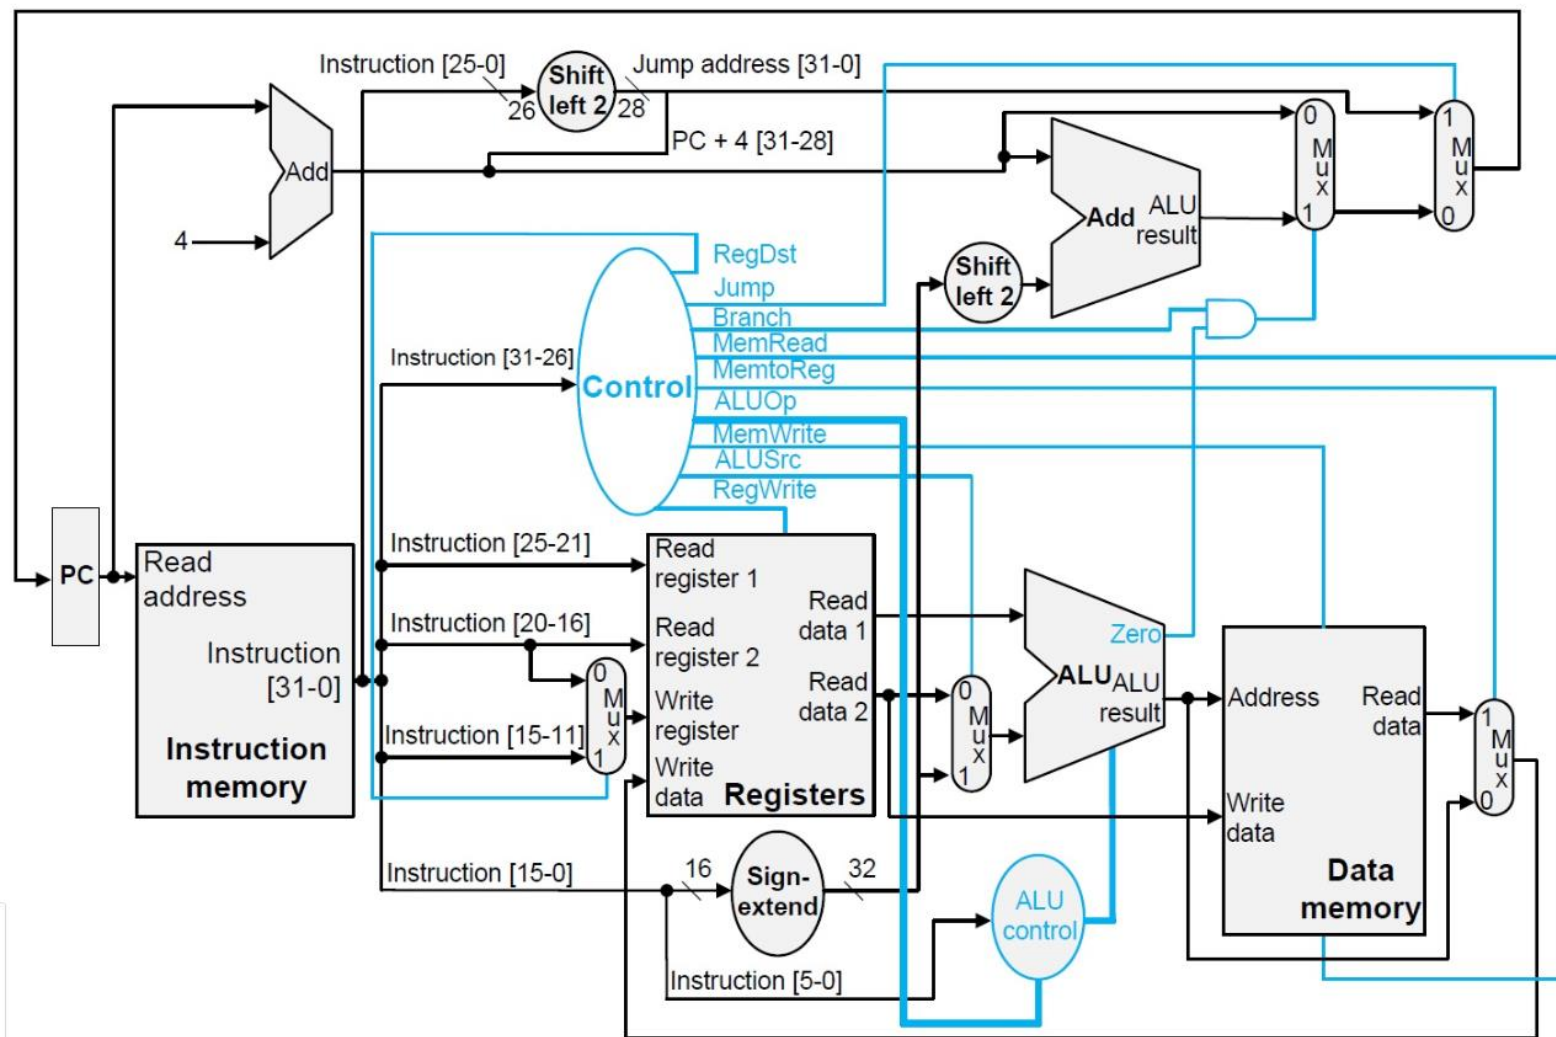 Instruction [25-0]
Shift
left 2
Jump address [31-0]
26
28
PC + 4 [31-28]
Add
4
0
M
u
x
1
1
M
u
x
0
Add
ALU
result
Shift
left 2
RegDst
Jump
Branch
MemRead
MemtoReg
ALUOp
MemWrite
ALUSrc
RegWrite
Instruction [31-26]
Control
PC
Read
address
Instruction
[31-0]
Instruction
memory
Instruction [25-21]
Instruction [20-16]
Instruction [15-11]
0
M
u
x
1
Read
register 1
Read
register 2
Write
register
Write
data
Read
data 1
Read
data 2
Registers
0
M
u
x
1
Zero
ALU
ALU
result
Address
Read
data
Write
data
Data
memory
1
M
u
x
0
Instruction [15-0]
16
Sign-
extend
32
ALU
control
Instruction [5-0]